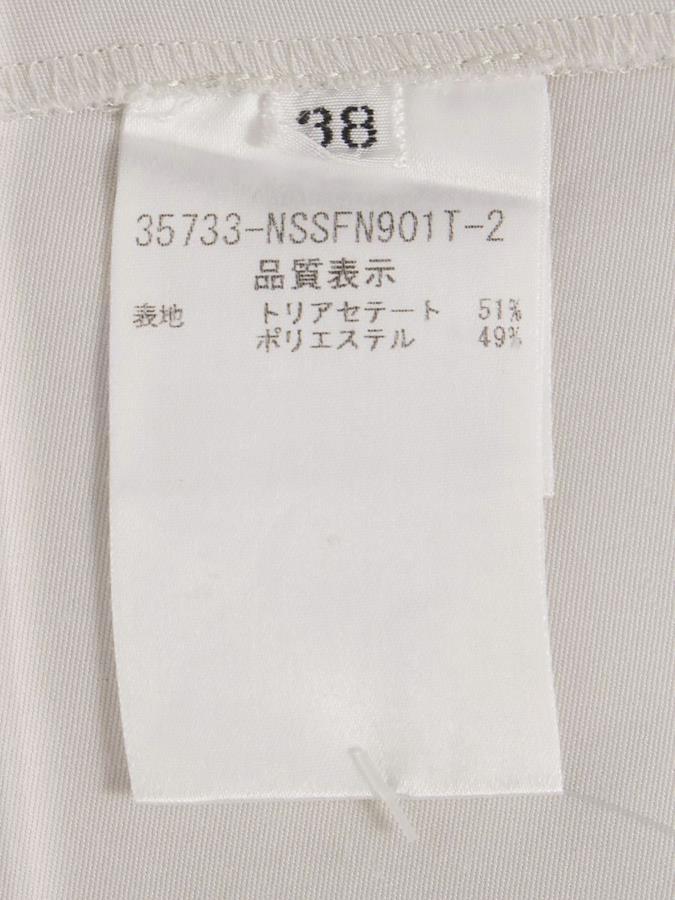 38
35733-NSSFN901T-2
品質表示
表地 トリアセテート 51%
ポリエステル 49%